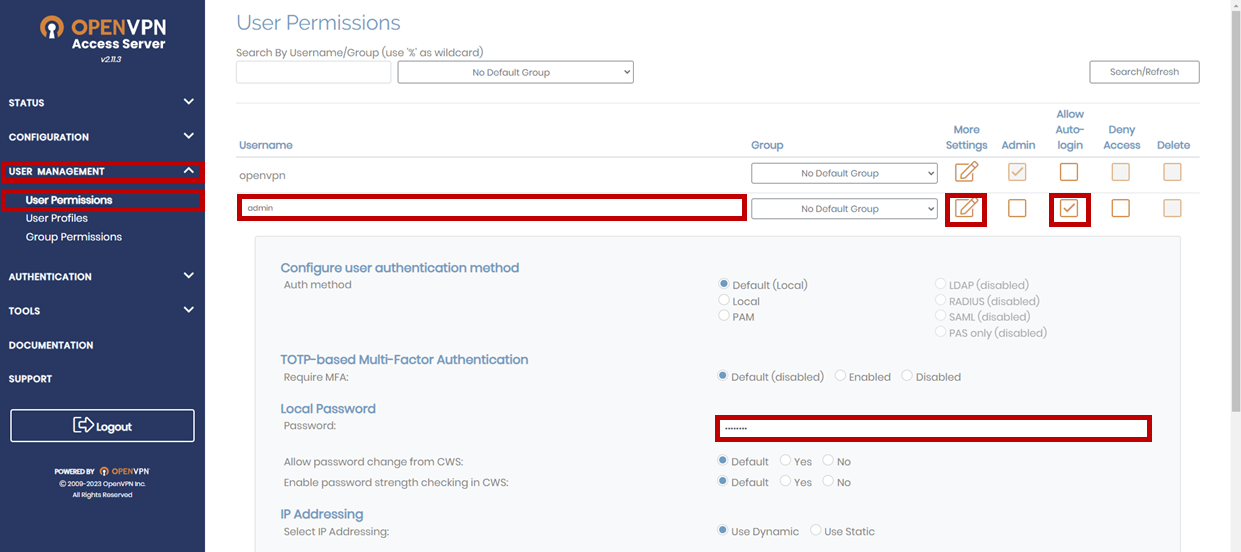 OPENVPN
Access Server
v2.11.3
STATUS
CONFIGURATION
USER MANAGEMENT
User Permissions
User Profiles
Group Permissions
AUTHENTICATION
TOOLS
DOCUMENTATION
SUPPORT
Logout
POWERED BY OPENVPN
© 2009-2023 OpenVPN Inc.
All Rights Reserved
User Permissions
Search By Username/Group (use '%' as wildcard)
No Default Group
Search/Refresh
Username Group More Settings Admin Allow Auto-login Deny Access Delete
openvpn No Default Group
admin No Default Group
Configure user authentication method
Auth method Default (Local) LDAP (disabled)
Local RADIUS (disabled)
PAM SAML (disabled)
PAS only (disabled)
TOTP-based Multi-Factor Authentication
Require MFA: Default (disabled) Enabled Disabled
Local Password
Password: ••••••••
Allow password change from CWS: Default Yes No
Enable password strength checking in CWS: Default Yes No
IP Addressing
Select IP Addressing: Use Dynamic Use Static